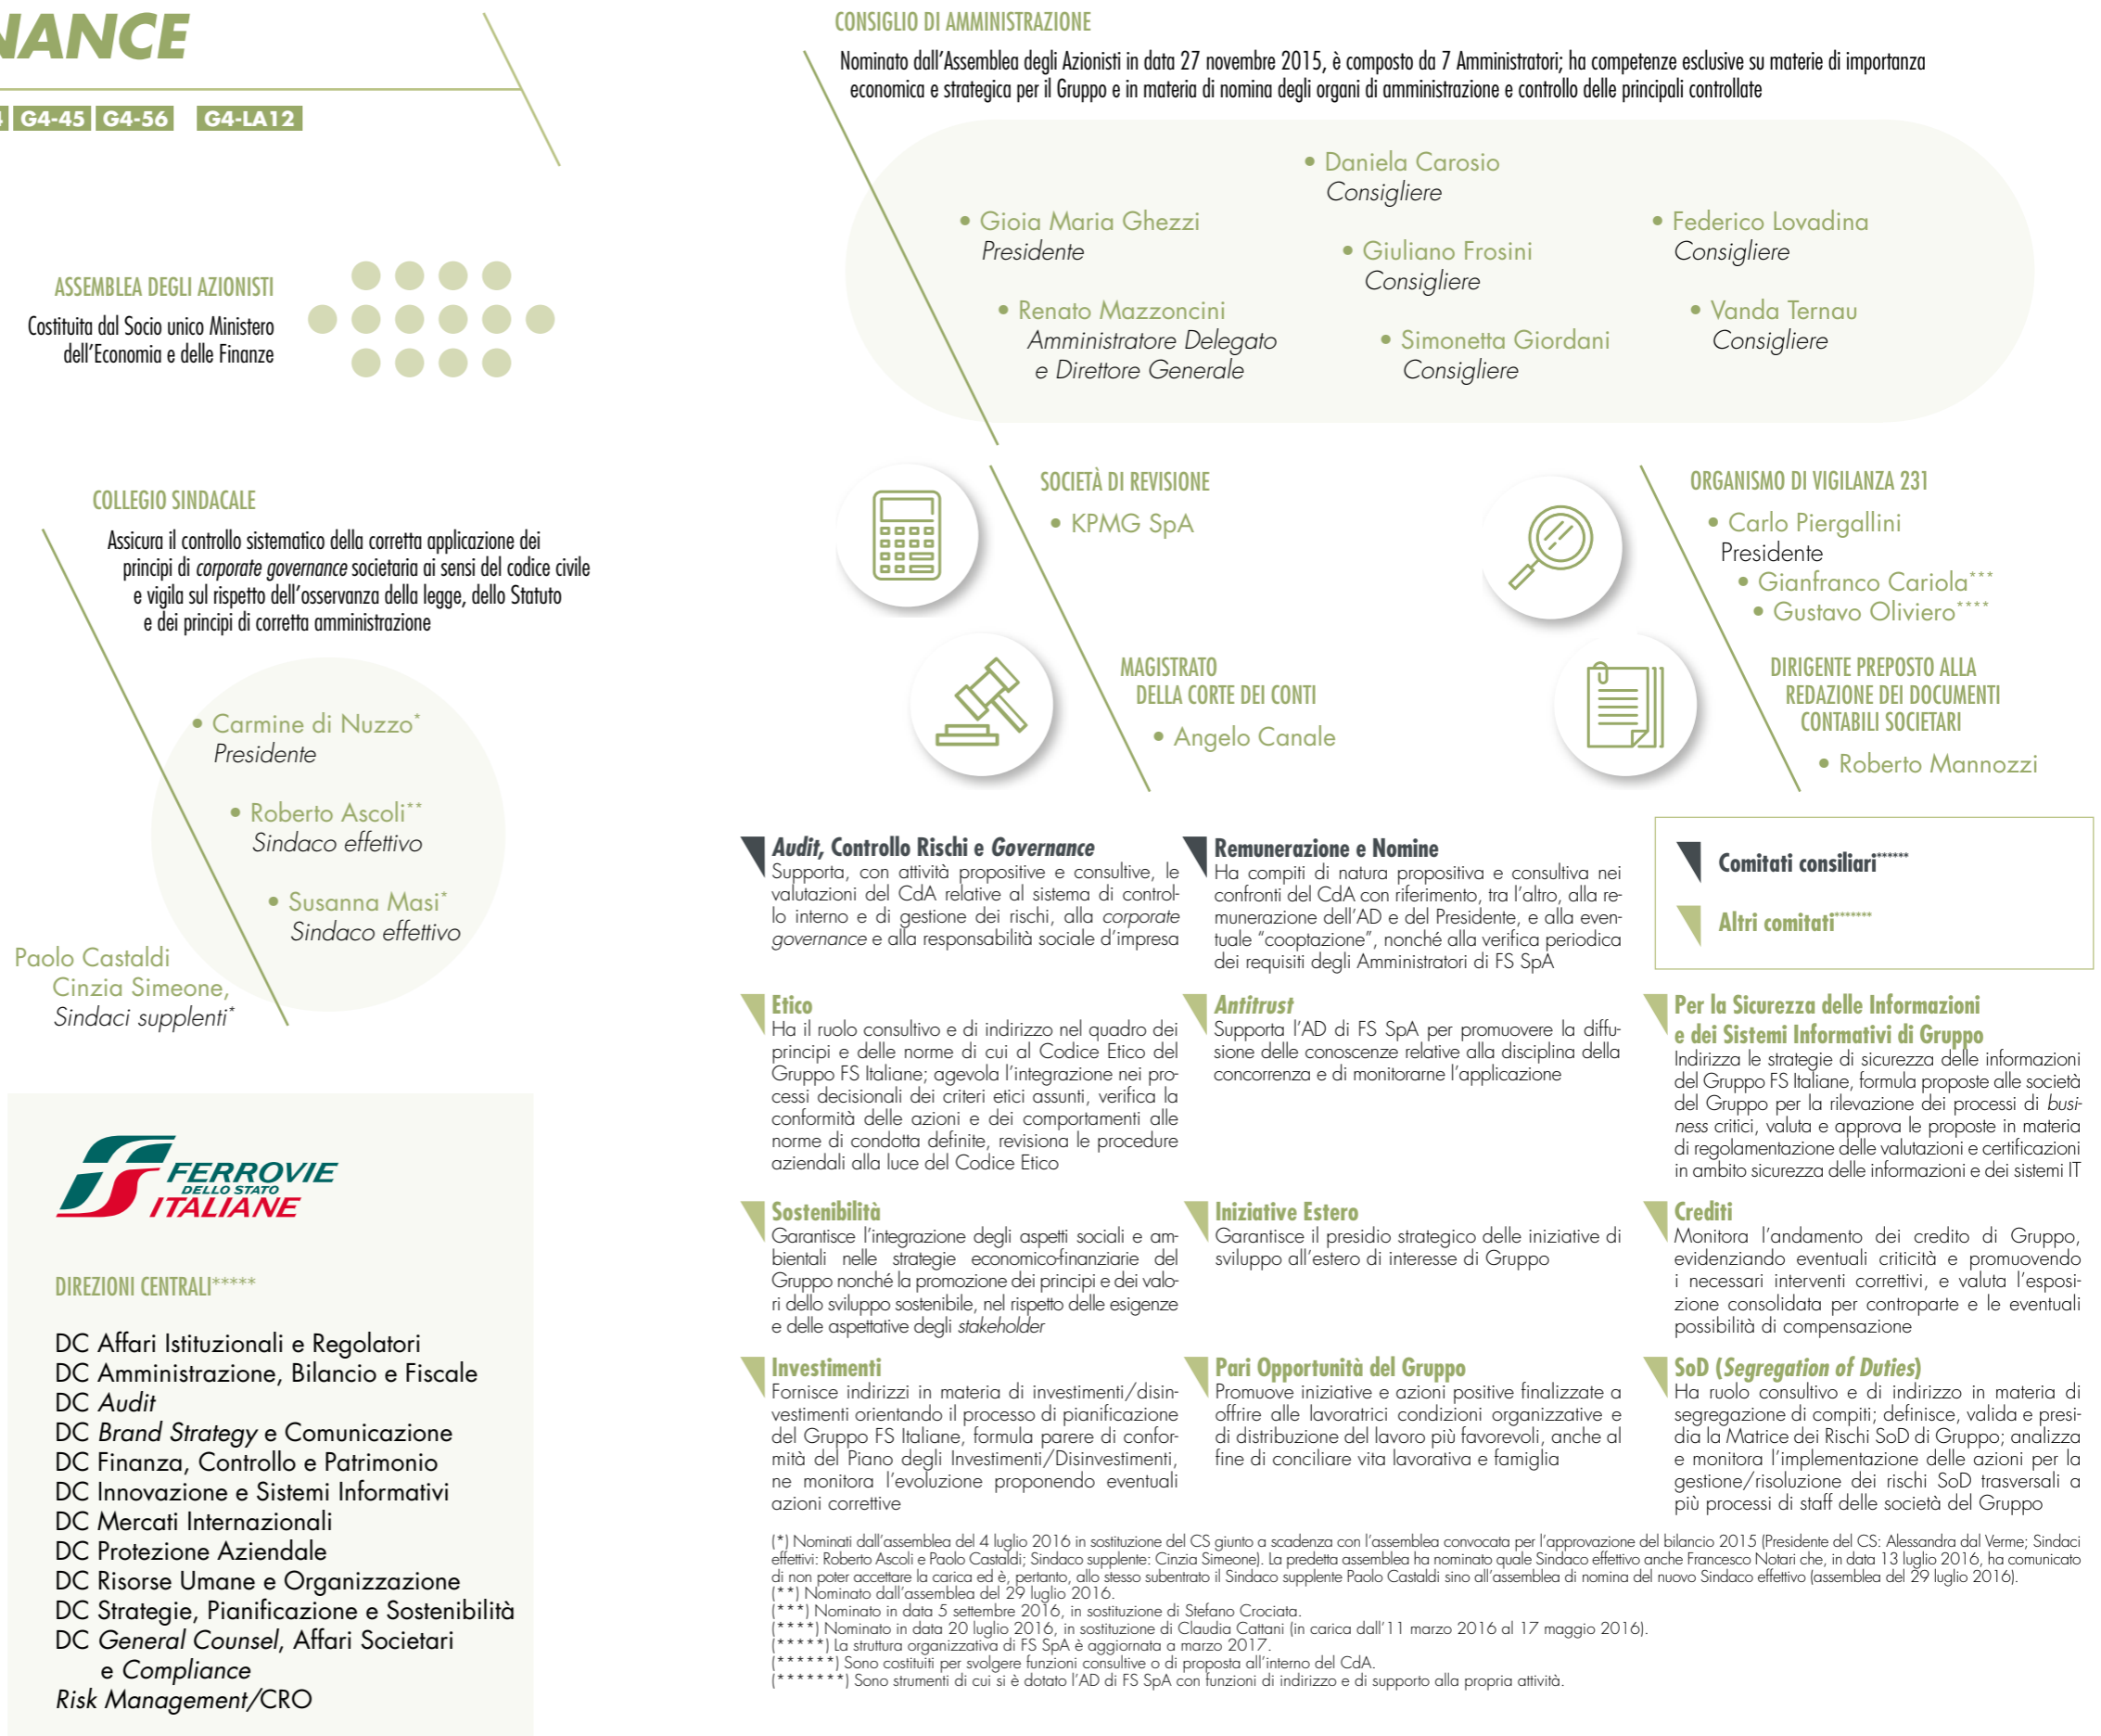 NANCE
G4-45 G4-56 G4-LA12
ASSEMBLEA DEGLI AZIONISTI
Costituita dal Socio unico Ministero
dell'Economia e delle Finanze
COLLEGIO SINDACALE
Assicura il controllo sistematico della corretta applicazione dei
principi di corporate governance societaria ai sensi del codice civile
e vigila sul rispetto dell'osservanza della legge, dello Statuto
e dei principi di corretta amministrazione
• Carmine di Nuzzo*
Presidente
• Roberto Ascoli**
Sindaco effettivo
• Susanna Masi*
Sindaco effettivo
Paolo Castaldi
Cinzia Simeone,
Sindaci supplenti*
FERROVIE
DELLO STATO
ITALIANE
DIREZIONI CENTRALI*****
DC Affari Istituzionali e Regolatori
DC Amministrazione, Bilancio e Fiscale
DC Audit
DC Brand Strategy e Comunicazione
DC Finanza, Controllo e Patrimonio
DC Innovazione e Sistemi Informativi
DC Mercati Internazionali
DC Protezione Aziendale
DC Risorse Umane e Organizzazione
DC Strategie, Pianificazione e Sostenibilità
DC General Counsel, Affari Societari
e Compliance
Risk Management/CRO
CONSIGLIO DI AMMINISTRAZIONE
Nominato dall'Assemblea degli Azionisti in data 27 novembre 2015, è composto da 7 Amministratori; ha competenze esclusive su materie di importanza
economica e strategica per il Gruppo e in materia di nomina degli organi di amministrazione e controllo delle principali controllate
• Gioia Maria Ghezzi
Presidente
• Renato Mazzoncini
Amministratore Delegato
e Direttore Generale
• Daniela Carosio
Consigliere
• Giuliano Frosini
Consigliere
• Simonetta Giordani
Consigliere
• Federico Lovadina
Consigliere
• Vanda Ternau
Consigliere
SOCIETÀ DI REVISIONE
• KPMG SpA
MAGISTRATO
DELLA CORTE DEI CONTI
• Angelo Canale
ORGANISMO DI VIGILANZA 231
• Carlo Piergallini
Presidente
• Gianfranco Cariola***
• Gustavo Oliviero****
DIRIGENTE PREPOSTO ALLA
REDAZIONE DEI DOCUMENTI
CONTABILI SOCIETARI
• Roberto Mannozzi
Audit, Controllo Rischi e Governance
Supporta, con attività propositive e consultive, le
valutazioni del CdA relative al sistema di control-
lo interno e di gestione dei rischi, alla corporate
governance e alla responsabilità sociale d'impresa
Remunerazione e Nomine
Ha compiti di natura propositiva e consultiva nei
confronti del CdA con riferimento, tra l'altro, alla re-
munerazione dell'AD e del Presidente, e alla even-
tuale "cooptazione", nonché alla verifica periodica
dei requisiti degli Amministratori di FS SpA
Comitati consiliari******
Altri comitati*******
Etico
Ha il ruolo consultivo e di indirizzo nel quadro dei
principi e delle norme di cui al Codice Etico del
Gruppo FS Italiane; agevola l'integrazione nei pro-
cessi decisionali dei criteri etici assunti, verifica la
conformità delle azioni e dei comportamenti alle
norme di condotta definite, revisiona le procedure
aziendali alla luce del Codice Etico
Antitrust
Supporta l'AD di FS SpA per promuovere la diffu-
sione delle conoscenze relative alla disciplina della
concorrenza e di monitorarne l'applicazione
Per la Sicurezza delle Informazioni
e dei Sistemi Informativi di Gruppo
Indirizza le strategie di sicurezza delle informazioni
del Gruppo FS Italiane, formula proposte alle società
del Gruppo per la rilevazione dei processi di busi-
ness critici, valuta e approva le proposte in materia
di regolamentazione delle valutazioni e certificazioni
in ambito sicurezza delle informazioni e dei sistemi IT
Sostenibilità
Garantisce l'integrazione degli aspetti sociali e am-
bientali nelle strategie economico-finanziarie del
Gruppo nonché la promozione dei principi e dei valo-
ri dello sviluppo sostenibile, nel rispetto delle esigenze
e delle aspettative degli stakeholder
Iniziative Estero
Garantisce il presidio strategico delle iniziative di
sviluppo all'estero di interesse di Gruppo
Crediti
Monitora l'andamento dei credito di Gruppo,
evidenziando eventuali criticità e promuovendo
i necessari interventi correttivi, e valuta l'esposi-
zione consolidata per controparte e le eventuali
possibilità di compensazione
Investimenti
Fornisce indirizzi in materia di investimenti/disin-
vestimenti orientando il processo di pianificazione
del Gruppo FS Italiane, formula parere di confor-
mità del Piano degli Investimenti/Disinvestimenti,
ne monitora l'evoluzione proponendo eventuali
azioni correttive
Pari Opportunità del Gruppo
Promuove iniziative e azioni positive finalizzate a
offrire alle lavoratrici condizioni organizzative e
di distribuzione del lavoro più favorevoli, anche al
fine di conciliare vita lavorativa e famiglia
SoD (Segregation of Duties)
Ha ruolo consultivo e di indirizzo in materia di
segregazione di compiti; definisce, valida e presi-
dia la Matrice dei Rischi SoD di Gruppo; analizza
e monitora l'implementazione delle azioni per la
gestione/risoluzione dei rischi SoD trasversali a
più processi di staff delle società del Gruppo
(*) Nominati dall'assemblea del 4 luglio 2016 in sostituzione del CS giunto a scadenza con l'assemblea convocata per l'approvazione del bilancio 2015 (Presidente del CS: Alessandra dal Verme; Sindaci
effettivi: Roberto Ascoli e Paolo Castaldi; Sindaco supplente: Cinzia Simeone). La predetta assemblea ha nominato quale Sindaco effettivo anche Francesco Notari che, in data 13 luglio 2016, ha comunicato
di non poter accettare la carica ed è, pertanto, allo stesso subentrato il Sindaco supplente Paolo Castaldi sino all'assemblea di nomina del nuovo Sindaco effettivo (assemblea del 29 luglio 2016).
(**) Nominato dall'assemblea del 29 luglio 2016.
(***) Nominato in data 5 settembre 2016, in sostituzione di Stefano Crociata.
(****) Nominato in data 20 luglio 2016, in sostituzione di Claudia Cattani (in carica dall'11 marzo 2016 al 17 maggio 2016).
(*****) La struttura organizzativa di FS SpA è aggiornata a marzo 2017.
(******) Sono costituiti per svolgere funzioni consultive o di proposta all'interno del CdA.
(*******) Sono strumenti di cui si è dotato l'AD di FS SpA con funzioni di indirizzo e di supporto alla propria attività.